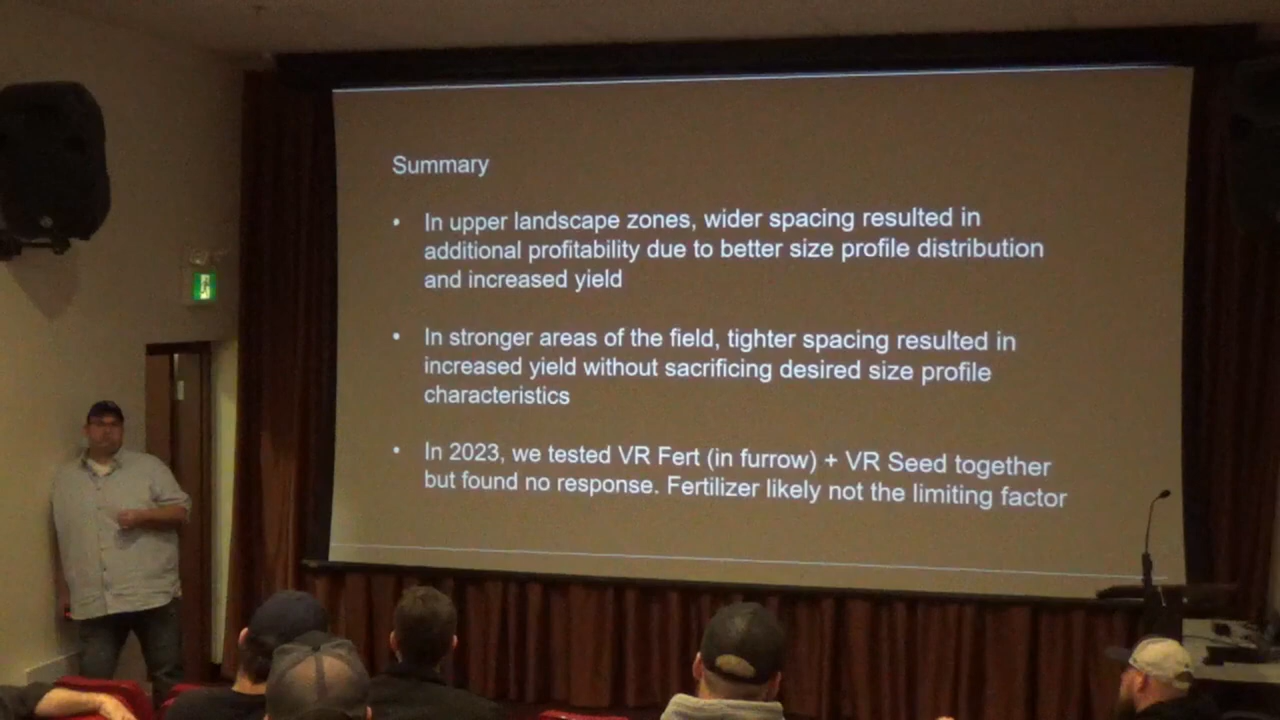 Summary
• In upper landscape zones, wider spacing resulted in
additional profitability due to better size profile distribution
and increased yield
• In stronger areas of the field, tighter spacing resulted in
increased yield without sacrificing desired size profile
characteristics
• In 2023, we tested VR Fert (in furrow) + VR Seed together
but found no response. Fertilizer likely not the limiting factor